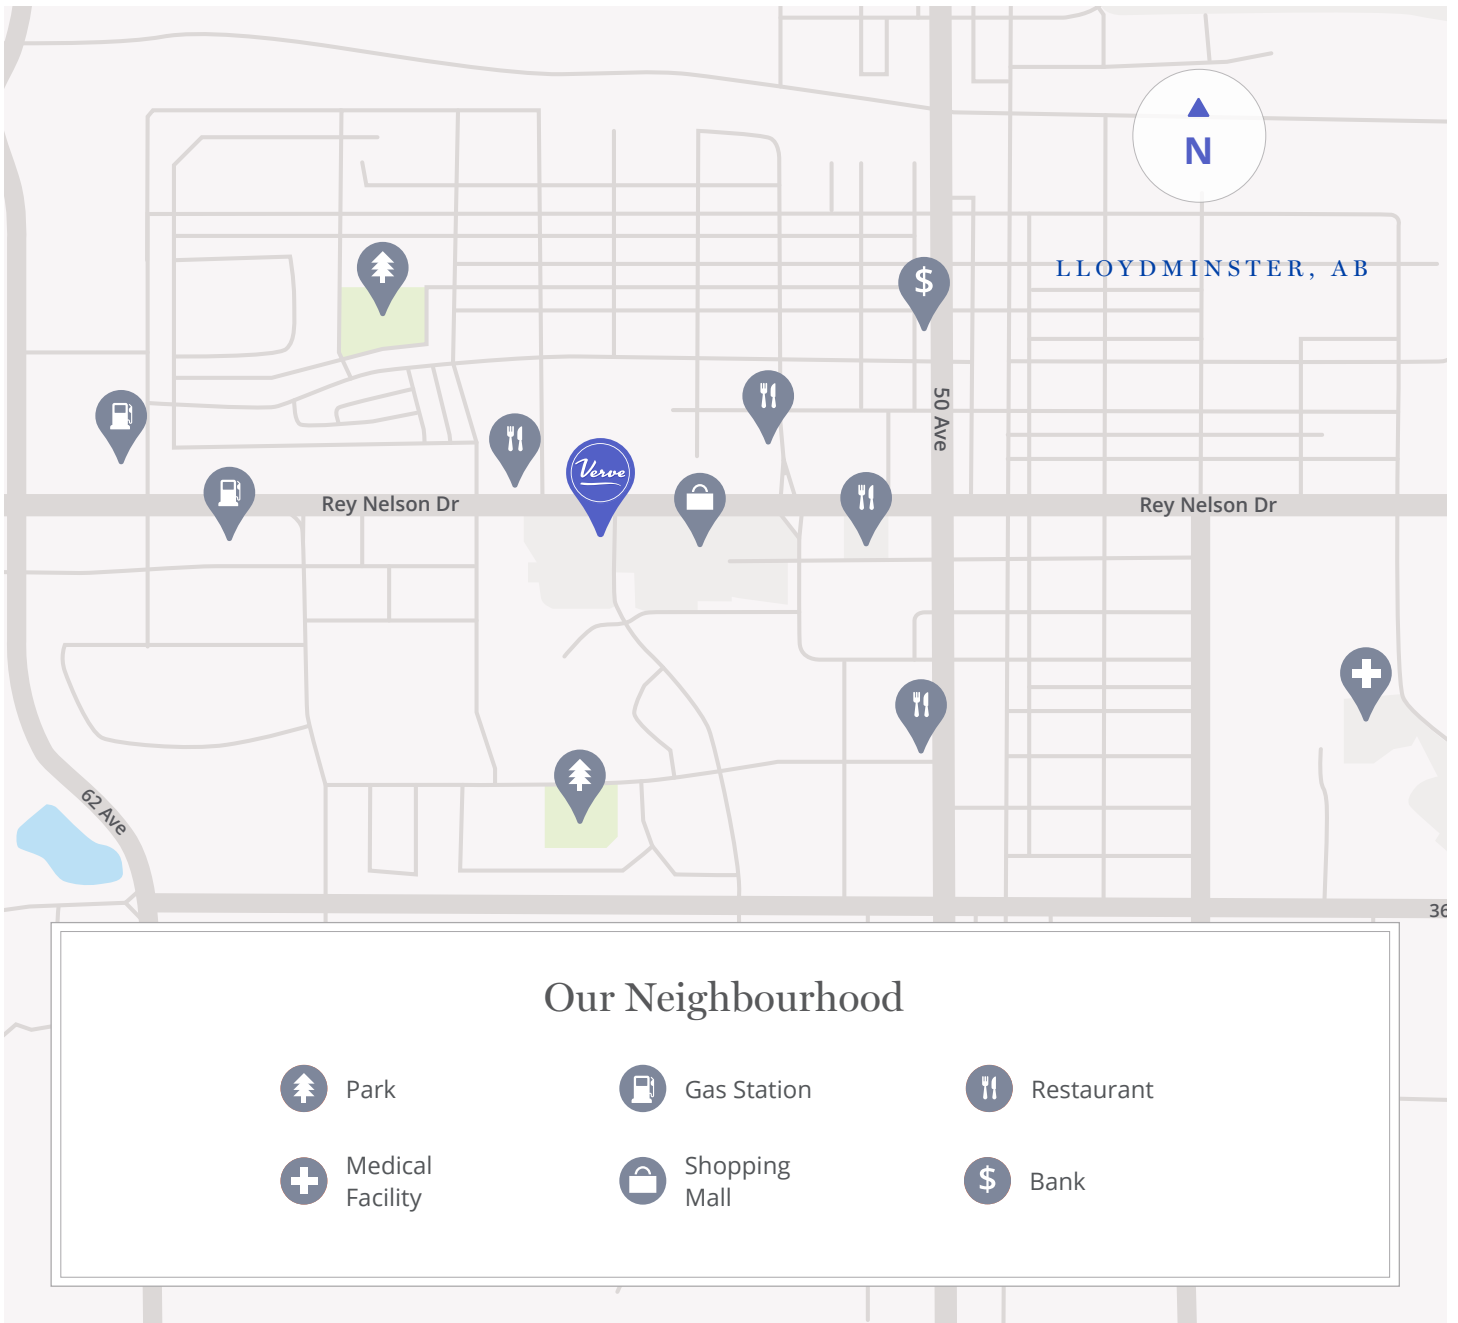 N
LLOYDMINSTER, AB
$
50 Ave
Verve
Rey Nelson Dr
Rey Nelson Dr
62 Ave
36
Our Neighbourhood
Park
Gas Station
Restaurant
Medical
Facility
Shopping
Mall
$
Bank